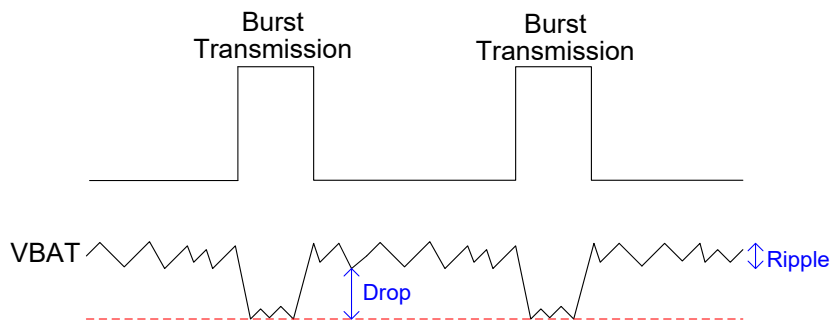 Burst
Transmission
Burst
Transmission
VBAT
Ripple
Drop